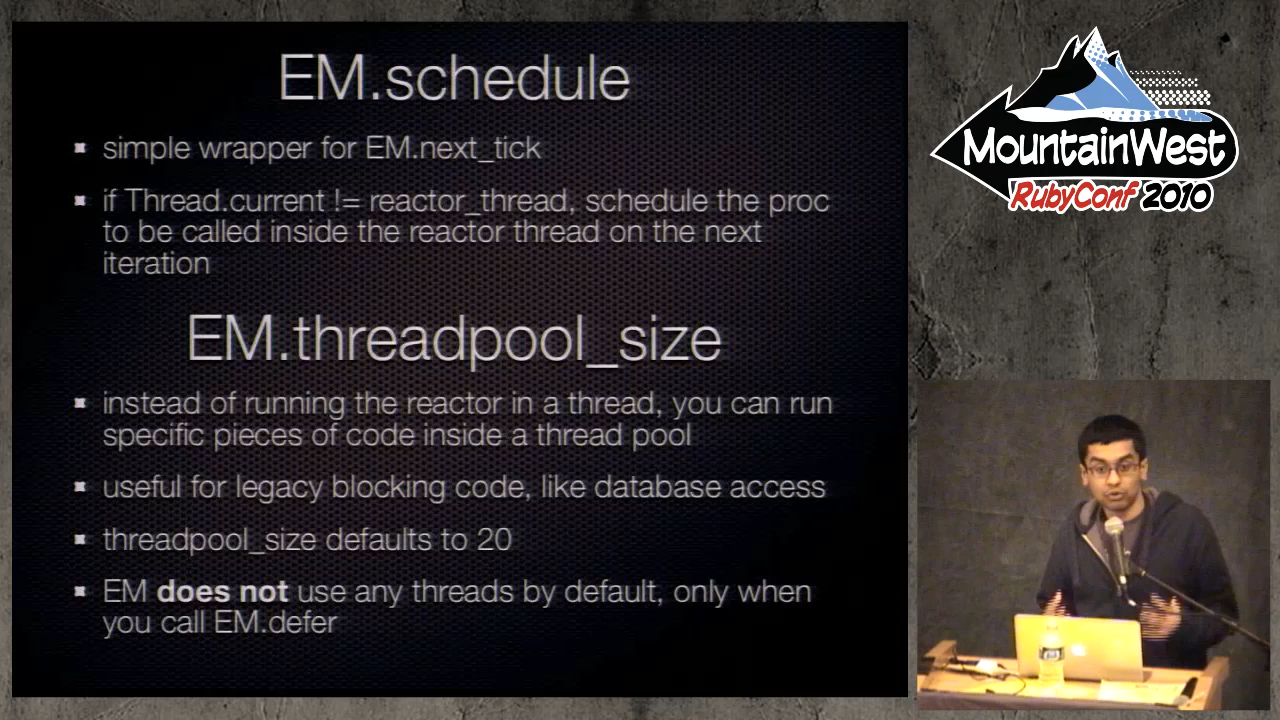 EM.schedule
simple wrapper for EM.next_tick
if Thread.current != reactor_thread, schedule the proc
to be called inside the reactor thread on the next
iteration
EM.threadpool_size
instead of running the reactor in a thread, you can run
specific pieces of code inside a thread pool
useful for legacy blocking code, like database access
threadpool_size defaults to 20
EM does not use any threads by default, only when
you call EM.defer
MountainWest
RubyConf 2010